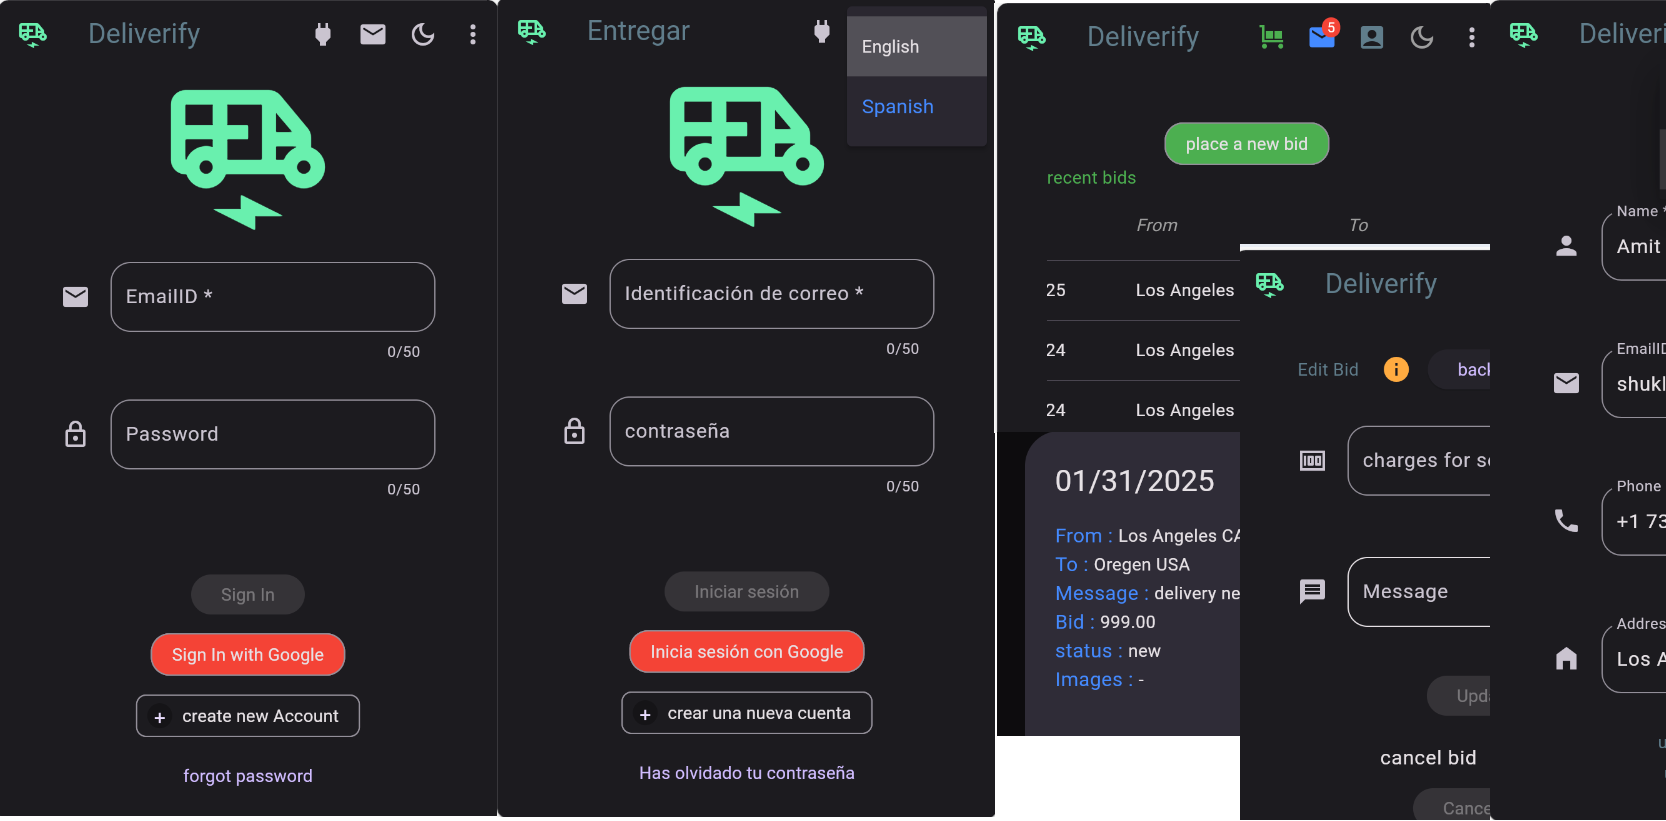 Deliverify
EmailID *
0/50
Password
0/50
Sign In
Sign In with Google
+ create new Account
forgot password
Entregar
English
Spanish
Identificación de correo *
0/50
contraseña
0/50
Iniciar sesión
Inicia sesión con Google
+ crear una nueva cuenta
Has olvidado tu contraseña
Deliverify
5
place a new bid
recent bids
From To
25 Los Angeles
24 Los Angeles
24 Los Angeles
01/31/2025
From : Los Angeles CA
To : Oregen USA
Message : delivery ne
Bid : 999.00
status : new
Images : -
Deliverify
Edit Bid
back
charges for se
Message
Upda
cancel bid
Cance
Deliveri
Name *
Amit
EmailID
shukl
Phone
+1 73
Addres
Los A